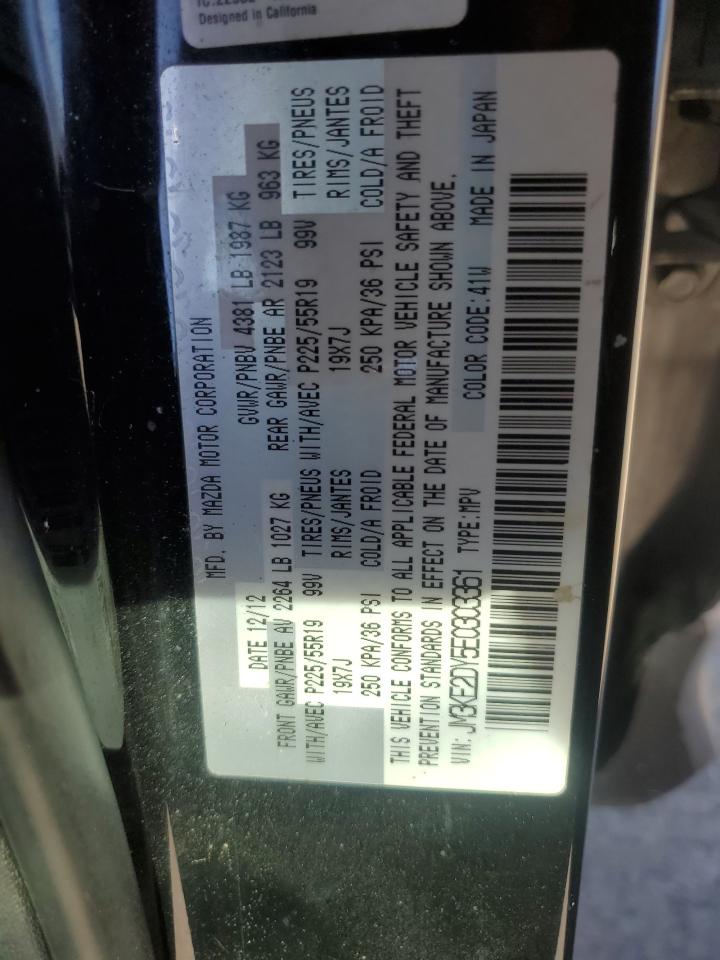 Designed in California
MFD. BY MAZDA MOTOR CORPORATION
DATE 12/12 GVWR/PNBV 4381 LB 1987 KG
FRONT GAWR/PNBE AV 2264 LB 1027 KG REAR GAWR/PNBE AR 2123 LB 963 KG
WITH/AVEC P225/55R19 99V TIRES/PNEUS WITH/AVEC P225/55R19 99V TIRES/PNEUS
19X7J RIMS/JANTES 19X7J RIMS/JANTES
250 KPA/36 PSI COLD/A FROID 250 KPA/36 PSI COLD/A FROID
THIS VEHICLE CONFORMS TO ALL APPLICABLE FEDERAL MOTOR VEHICLE SAFETY AND THEFT
PREVENTION STANDARDS IN EFFECT ON THE DATE OF MANUFACTURE SHOWN ABOVE.
VIN: JM3KE2DY5E0303361 TYPE:MPV COLOR CODE:41W MADE IN JAPAN